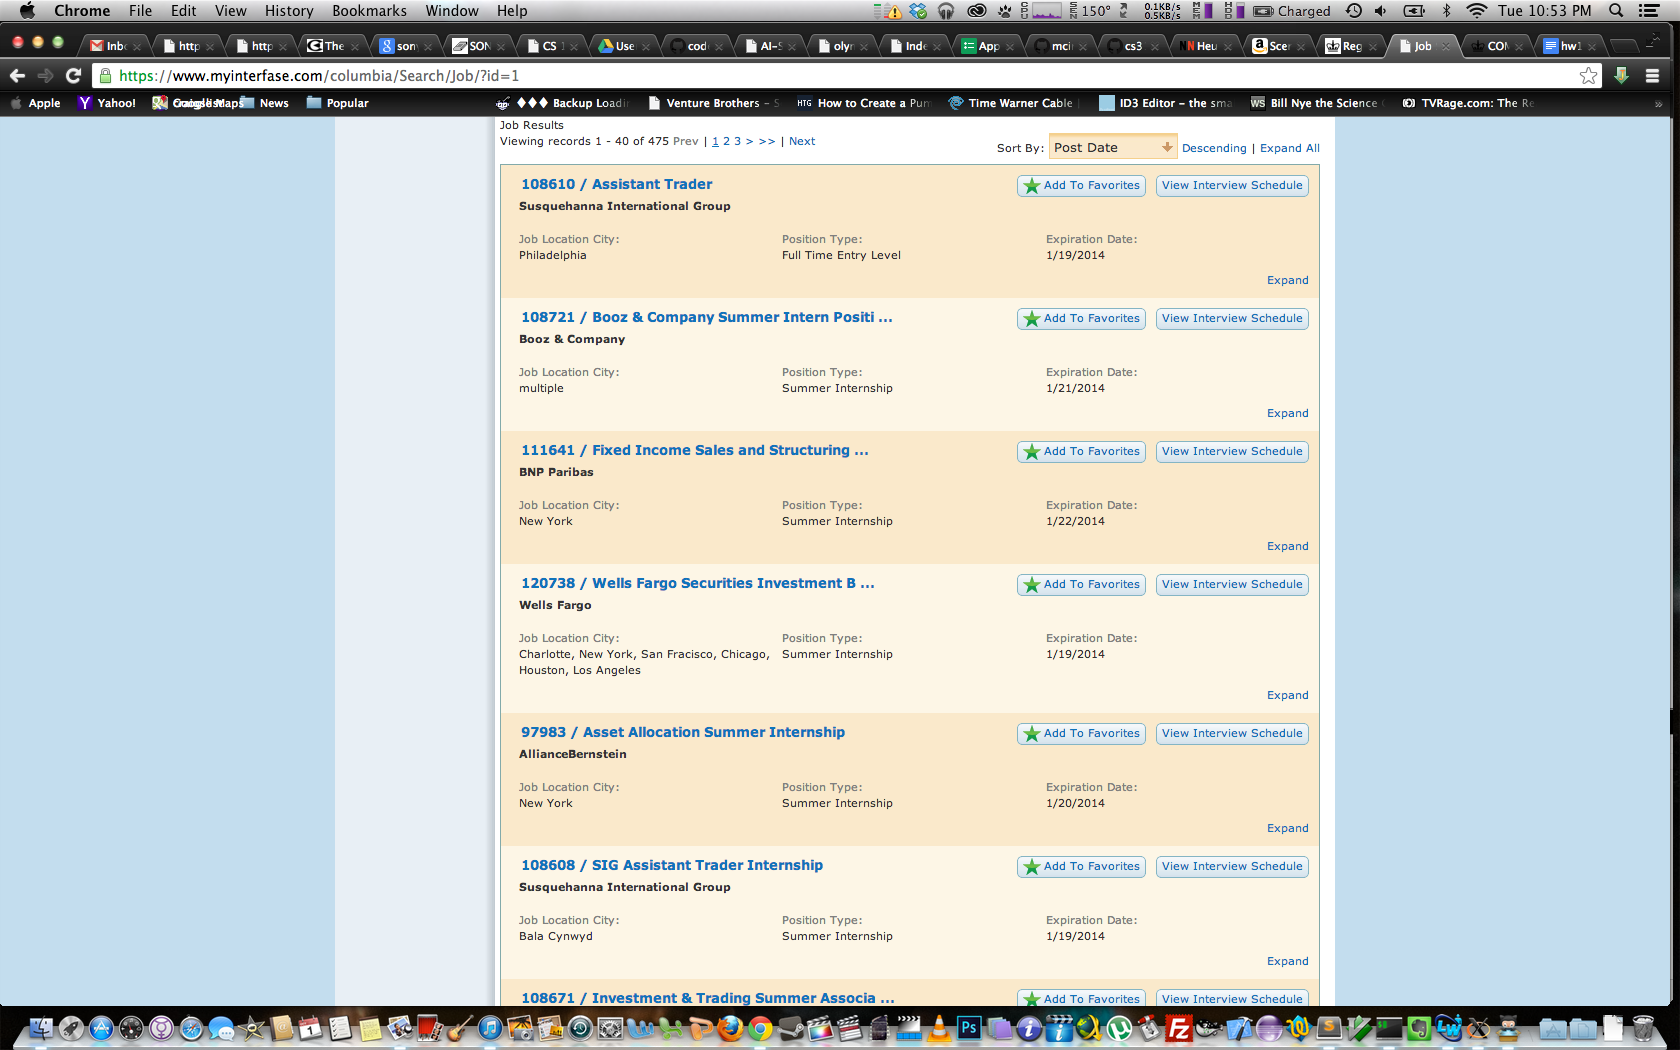 Chrome File Edit View History Bookmarks Window Help
150° 0.1KB/s 0.5KB/s Charged Tue 10:53 PM
Inbo http http The son SON CS 1 Use cod AI-S olyn Inde App mcin cs3 Heu Scer Reg Job CON hw1
https://www.myinterfase.com/columbia/Search/Job/?id=1
Apple Yahoo! Google Maps News Popular Backup Loadin Venture Brothers - S How to Create a Pun Time Warner Cable ID3 Editor - the sma Bill Nye the Science TVRage.com: The Re
Job Results
Viewing records 1 - 40 of 475 Prev | 1 2 3 > >> | Next
Sort By: Post Date Descending | Expand All
108610 / Assistant Trader
Add To Favorites View Interview Schedule
Susquehanna International Group
Job Location City: Position Type: Expiration Date:
Philadelphia Full Time Entry Level 1/19/2014
Expand
108721 / Booz & Company Summer Intern Positi ...
Add To Favorites View Interview Schedule
Booz & Company
Job Location City: Position Type: Expiration Date:
multiple Summer Internship 1/21/2014
Expand
111641 / Fixed Income Sales and Structuring ...
Add To Favorites View Interview Schedule
BNP Paribas
Job Location City: Position Type: Expiration Date:
New York Summer Internship 1/22/2014
Expand
120738 / Wells Fargo Securities Investment B ...
Add To Favorites View Interview Schedule
Wells Fargo
Job Location City: Position Type: Expiration Date:
Charlotte, New York, San Fracisco, Chicago, Summer Internship 1/19/2014
Houston, Los Angeles
Expand
97983 / Asset Allocation Summer Internship
Add To Favorites View Interview Schedule
AllianceBernstein
Job Location City: Position Type: Expiration Date:
New York Summer Internship 1/20/2014
Expand
108608 / SIG Assistant Trader Internship
Add To Favorites View Interview Schedule
Susquehanna International Group
Job Location City: Position Type: Expiration Date:
Bala Cynwyd Summer Internship 1/19/2014
Expand
108671 / Investment & Trading Summer Associa ...
Add To Favorites View Interview Schedule